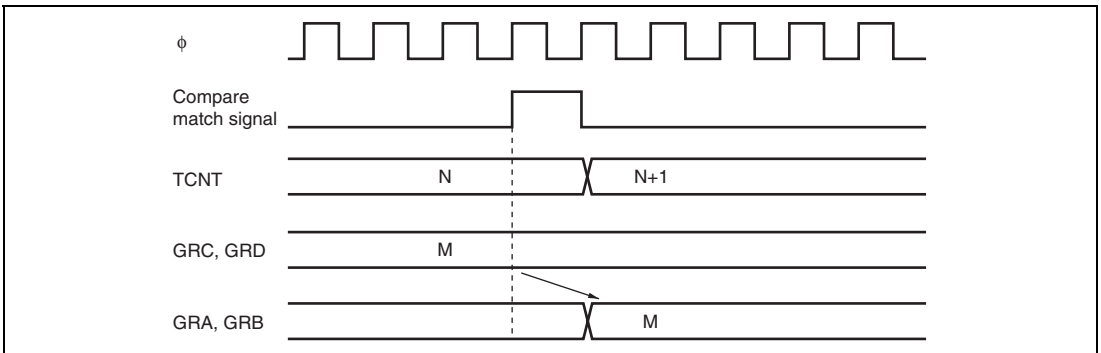 ϕ
Compare
match signal
TCNT N N+1
GRC, GRD M
GRA, GRB M